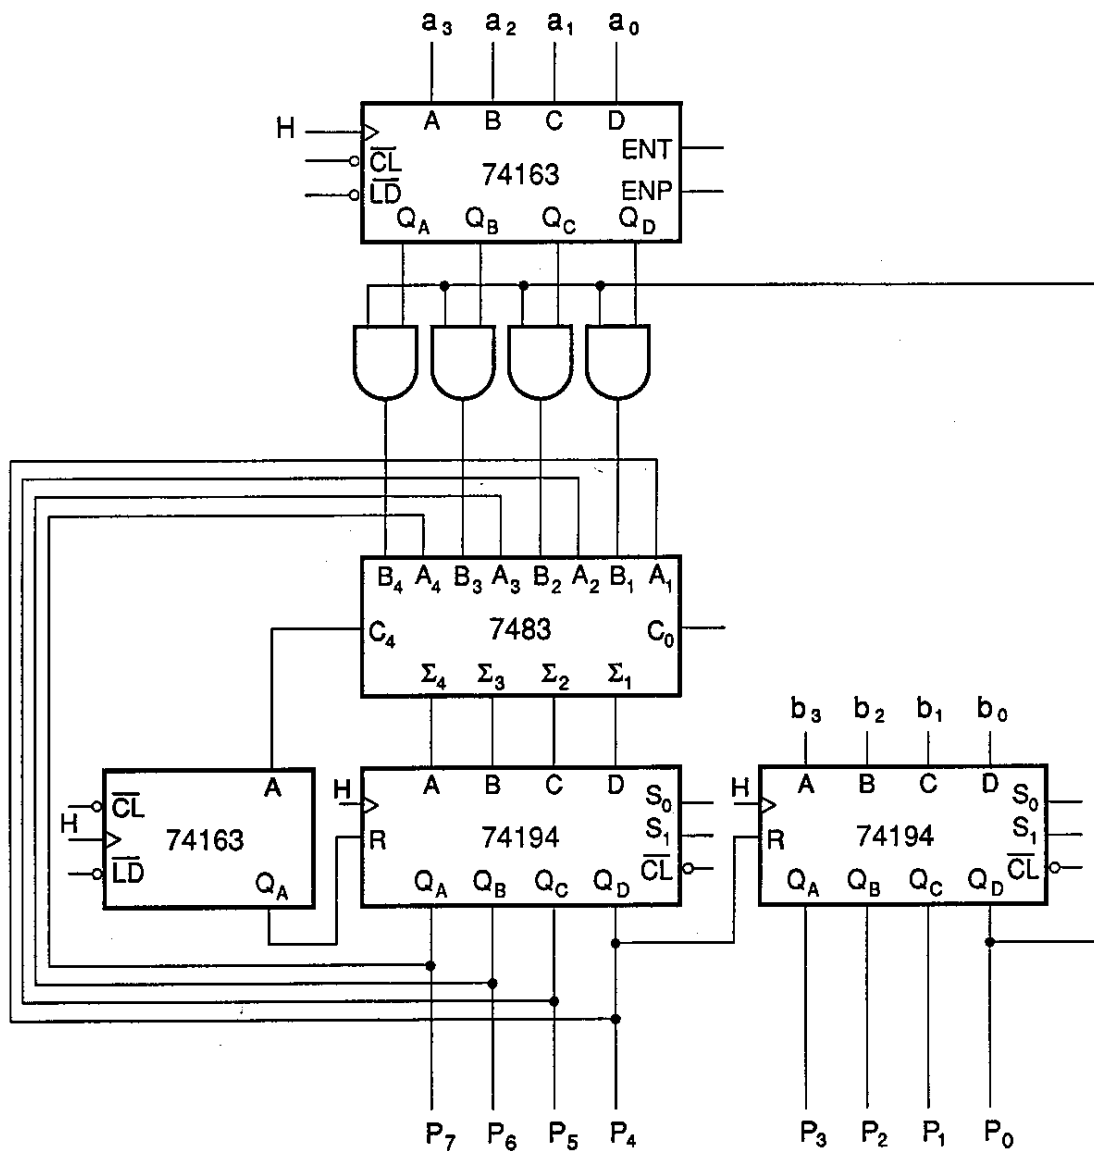 a3 a2 a1 a0
A B C D
H
ENT
CL
74163
LD
ENP
QA QB QC QD
B4 A4 B3 A3 B2 A2 B1 A1
C4 7483 C0
Σ4 Σ3 Σ2 Σ1
b3 b2 b1 b0
A
CL
H
74163
LD
QA
H
A B C D
S0
R
74194
S1
CL
QA QB QC QD
H
A B C D
S0
R
74194
S1
CL
QA QB QC QD
P7 P6 P5 P4 P3 P2 P1 P0